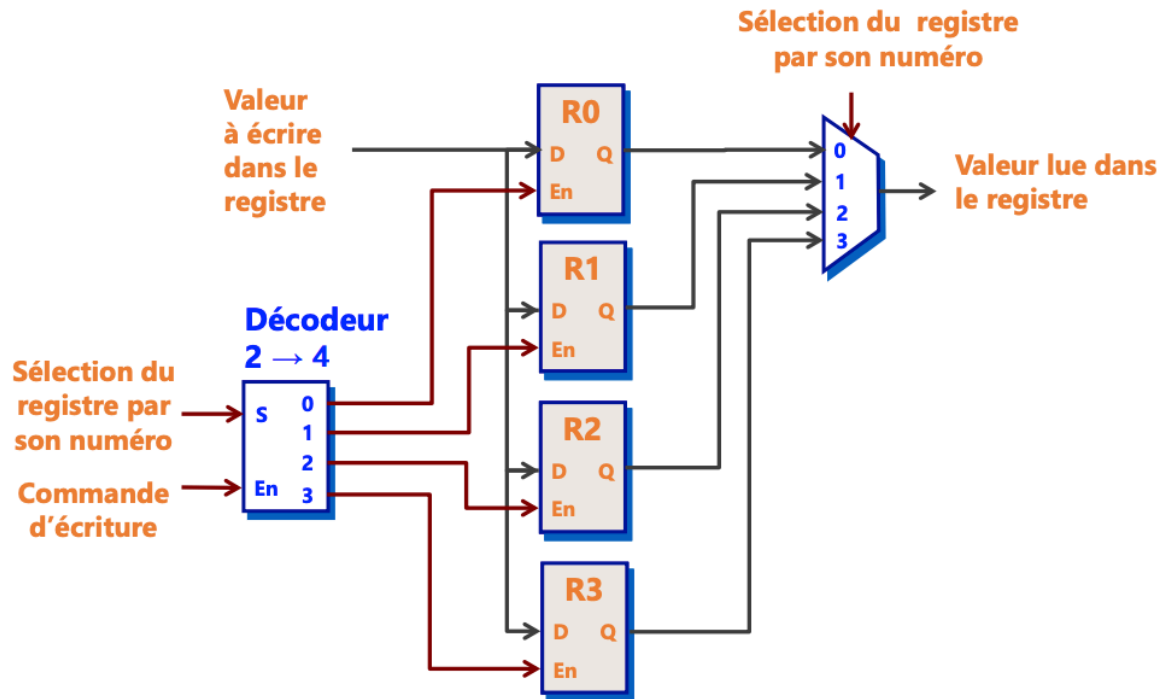 Sélection du registre
par son numéro
Valeur
à écrire
dans le
registre
R0
D Q
En
0
1
2
3
Valeur lue dans
le registre
R1
D Q
En
Décodeur
2 → 4
Sélection du
registre par
son numéro
S
En
0
1
2
3
Commande
d'écriture
R2
D Q
En
R3
D Q
En